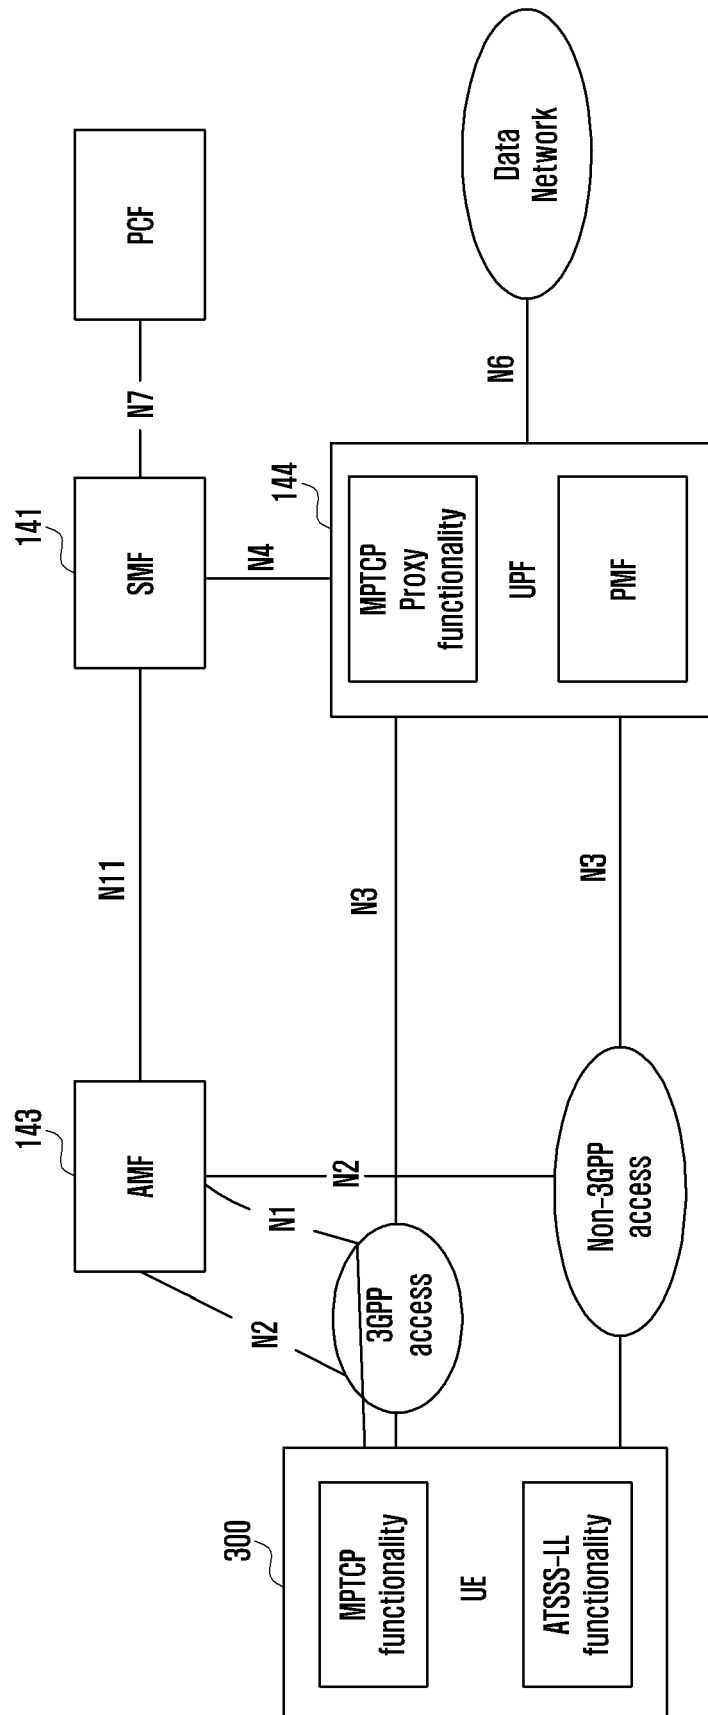 143
AMF
N11
141
SMF
N7
PCF
N2
N1
N2
N4
3GPP
access
N3
144
MPTCP
Proxy
functionality
UPF
PMF
N6
Data
Network
300
MPTCP
functionality
UE
ATSSS-LL
functionality
Non-3GPP
access
N3